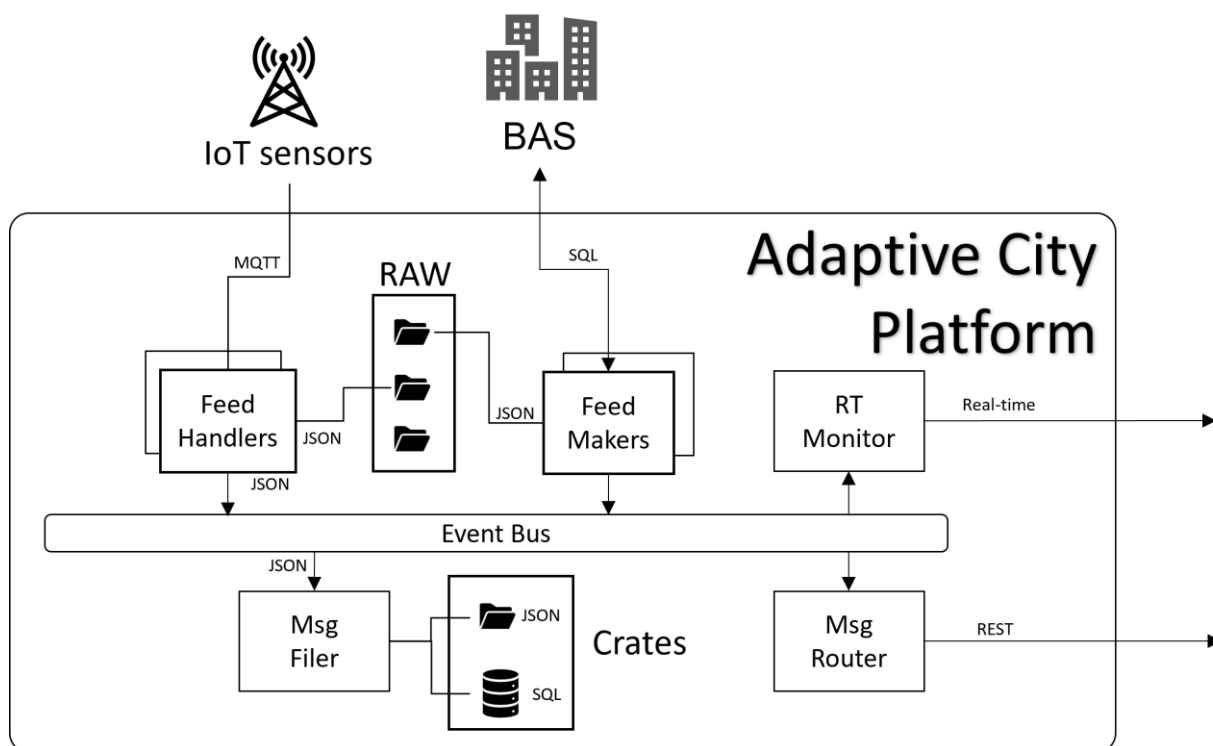 IoT sensors
BAS
Adaptive City
Platform
MQTT
SQL
RAW
Feed
Handlers
JSON
JSON
JSON
Feed
Makers
RT
Monitor
Real-time
Event Bus
JSON
Msg
Filer
JSON
SQL
Crates
Msg
Router
REST